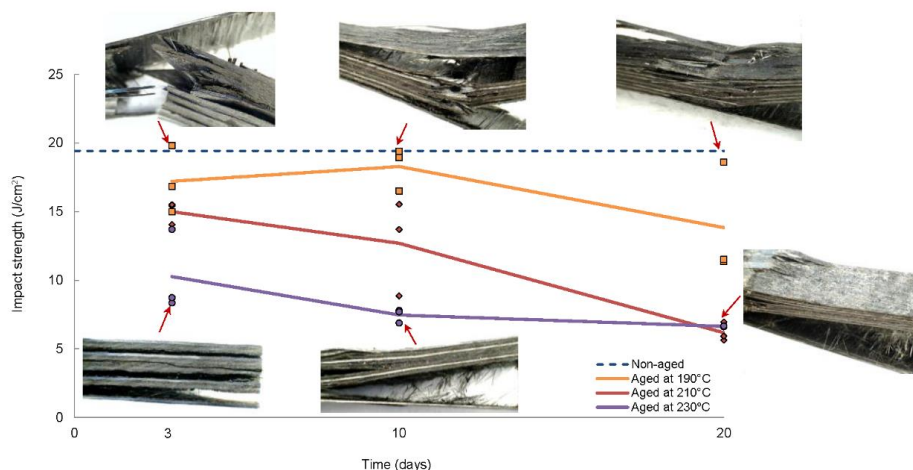 25
20
15
10
5
0
Impact strength (J/cm²)
0 3 10 20
Time (days)
Non-aged
Aged at 190°C
Aged at 210°C
Aged at 230°C